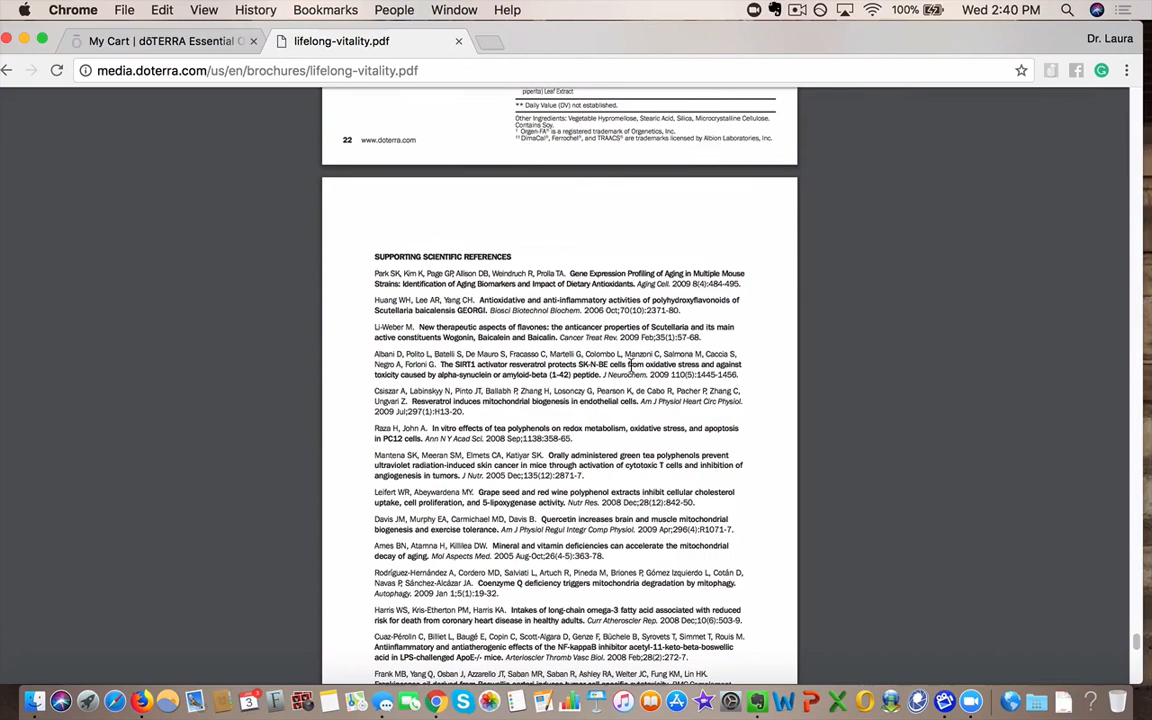 Chrome File Edit View History Bookmarks People Window Help 100% Wed 2:40 PM
My Cart | dōTERRA Essential O lifelong-vitality.pdf Dr. Laura
media.doterra.com/us/en/brochures/lifelong-vitality.pdf
piperita) Leaf Extract
** Daily Value (DV) not established.
Other Ingredients: Vegetable Hypromellose, Stearic Acid, Silica, Microcrystalline Cellulose.
Contains Soy.
† Orgen-FA® is a registered trademark of Orgenetics, Inc.
22 www.doterra.com †† DimaCal®, Ferrochel®, and TRAACS® are trademarks licensed by Albion Laboratories, Inc.
SUPPORTING SCIENTIFIC REFERENCES
Park SK, Kim K, Page GP, Allison DB, Weindruch R, Prolla TA. Gene Expression Profiling of Aging in Multiple Mouse
Strains: Identification of Aging Biomarkers and Impact of Dietary Antioxidants. Aging Cell. 2009 8(4):484-495.
Huang WH, Lee AR, Yang CH. Antioxidative and anti-inflammatory activities of polyhydroxyflavonoids of
Scutellaria baicalensis GEORGI. Biosci Biotechnol Biochem. 2006 Oct;70(10):2371-80.
Li-Weber M. New therapeutic aspects of flavones: the anticancer properties of Scutellaria and its main
active constituents Wogonin, Baicalein and Baicalin. Cancer Treat Rev. 2009 Feb;35(1):57-68.
Albani D, Polito L, Batelli S, De Mauro S, Fracasso C, Martelli G, Colombo L, Manzoni C, Salmona M, Caccia S,
Negro A, Forloni G. The SIRT1 activator resveratrol protects SK-N-BE cells from oxidative stress and against
toxicity caused by alpha-synuclein or amyloid-beta (1-42) peptide. J Neurochem. 2009 110(5):1445-1456.
Csiszar A, Labinskyy N, Pinto JT, Ballabh P, Zhang H, Losonczy G, Pearson K, de Cabo R, Pacher P, Zhang C,
Ungvari Z. Resveratrol induces mitochondrial biogenesis in endothelial cells. Am J Physiol Heart Circ Physiol.
2009 Jul;297(1):H13-20.
Raza H, John A. In vitro effects of tea polyphenols on redox metabolism, oxidative stress, and apoptosis
in PC12 cells. Ann N Y Acad Sci. 2008 Sep;1138:358-65.
Mantena SK, Meeran SM, Elmets CA, Katiyar SK. Orally administered green tea polyphenols prevent
ultraviolet radiation-induced skin cancer in mice through activation of cytotoxic T cells and inhibition of
angiogenesis in tumors. J Nutr. 2005 Dec;135(12):2871-7.
Leifert WR, Abeywardena MY. Grape seed and red wine polyphenol extracts inhibit cellular cholesterol
uptake, cell proliferation, and 5-lipoxygenase activity. Nutr Res. 2008 Dec;28(12):842-50.
Davis JM, Murphy EA, Carmichael MD, Davis B. Quercetin increases brain and muscle mitochondrial
biogenesis and exercise tolerance. Am J Physiol Regul Integr Comp Physiol. 2009 Apr;296(4):R1071-7.
Ames BN, Atamna H, Killilea DW. Mineral and vitamin deficiencies can accelerate the mitochondrial
decay of aging. Mol Aspects Med. 2005 Aug-Oct;26(4-5):363-78.
Rodríguez-Hernández A, Cordero MD, Salviati L, Artuch R, Pineda M, Briones P, Gómez Izquierdo L, Cotán D,
Navas P, Sánchez-Alcázar JA. Coenzyme Q deficiency triggers mitochondria degradation by mitophagy.
Autophagy. 2009 Jan 1;5(1):19-32.
Harris WS, Kris-Etherton PM, Harris KA. Intakes of long-chain omega-3 fatty acid associated with reduced
risk for death from coronary heart disease in healthy adults. Curr Atheroscler Rep. 2008 Dec;10(6):503-9.
Cuaz-Pérolin C, Billiet L, Baugé E, Copin C, Scott-Algara D, Genze F, Büchele B, Syrovets T, Simmet T, Rouis M.
Antiinflammatory and antiatherogenic effects of the NF-kappaB inhibitor acetyl-11-keto-beta-boswellic
acid in LPS-challenged ApoE-/- mice. Arterioscler Thromb Vasc Biol. 2008 Feb;28(2):272-7.
Frank MB, Yang Q, Osban J, Azzarello JT, Saban MR, Saban R, Ashley RA, Welter JC, Fung KM, Lin HK.